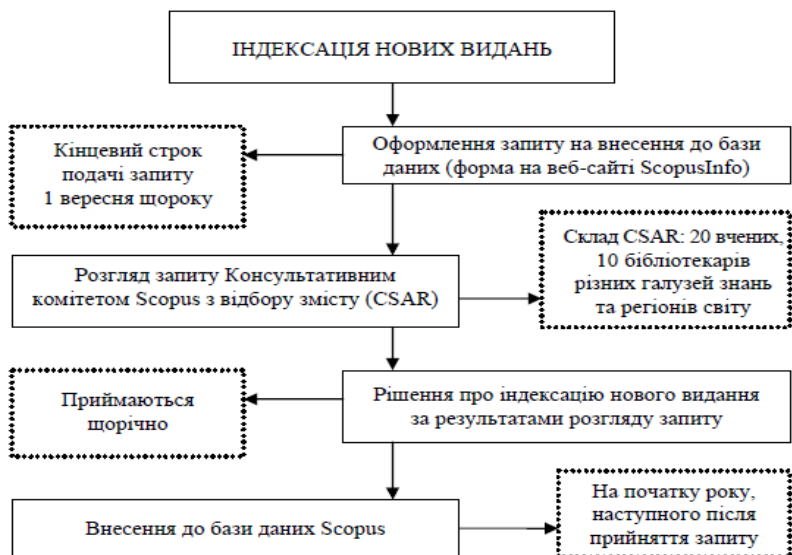 ІНДЕКСАЦІЯ НОВИХ ВИДАНЬ
Кінцевий строк
подачі запиту
1 вересня щороку
Оформлення запиту на внесення до бази
даних (форма на веб-сайті ScopusInfo)
Розгляд запиту Консультативним
комітетом Scopus з відбору змісту (CSAR)
Склад CSAR: 20 вчених,
10 бібліотекарів
різних галузей знань
та регіонів світу
Приймаються
щорічно
Рішення про індексацію нового видання
за результатами розгляду запиту
Внесення до бази даних Scopus
На початку року,
наступного після
прийняття запиту